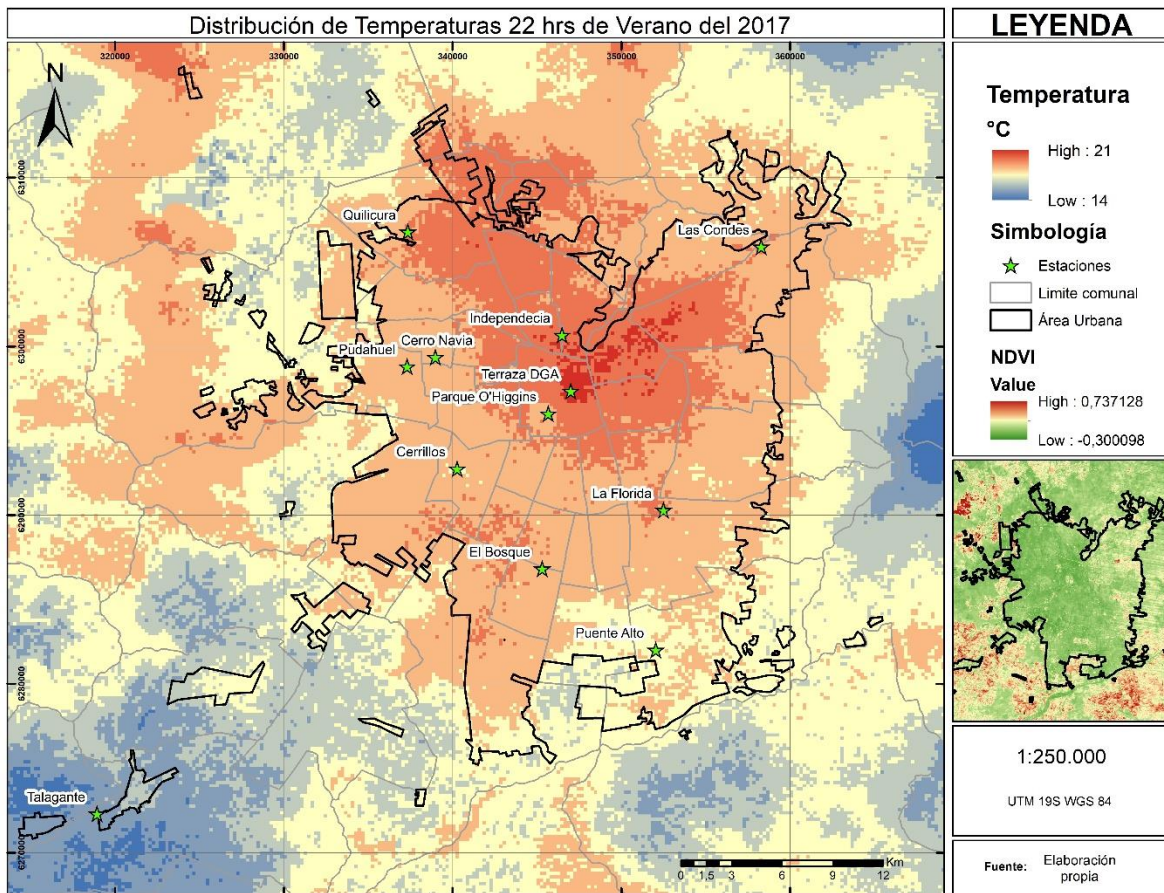 Distribución de Temperaturas 22 hrs de Verano del 2017
320000
330000
340000
350000
360000
N
6310000
6300000
6290000
6280000
6270000
Quilicura
Las Condes
Independecia
Cerro Navia
Pudahuel
Terraza DGA
Parque O'Higgins
Cerrillos
La Florida
El Bosque
Puente Alto
Talagante
Km
0 1,5 3 6 9 12
LEYENDA
Temperatura
°C
High : 21
Low : 14
Simbología
Estaciones
Limite comunal
Área Urbana
NDVI
Value
High : 0,737128
Low : -0,300098
1:250.000
UTM 19S WGS 84
Fuente: Elaboración
propia